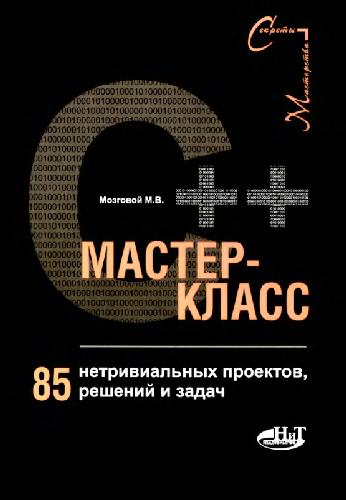 Секреты
Мастерства
C++
Мозговой М.В.
МАСТЕР-
КЛАСС
85 нетривиальных проектов,
решений и задач
НиТ